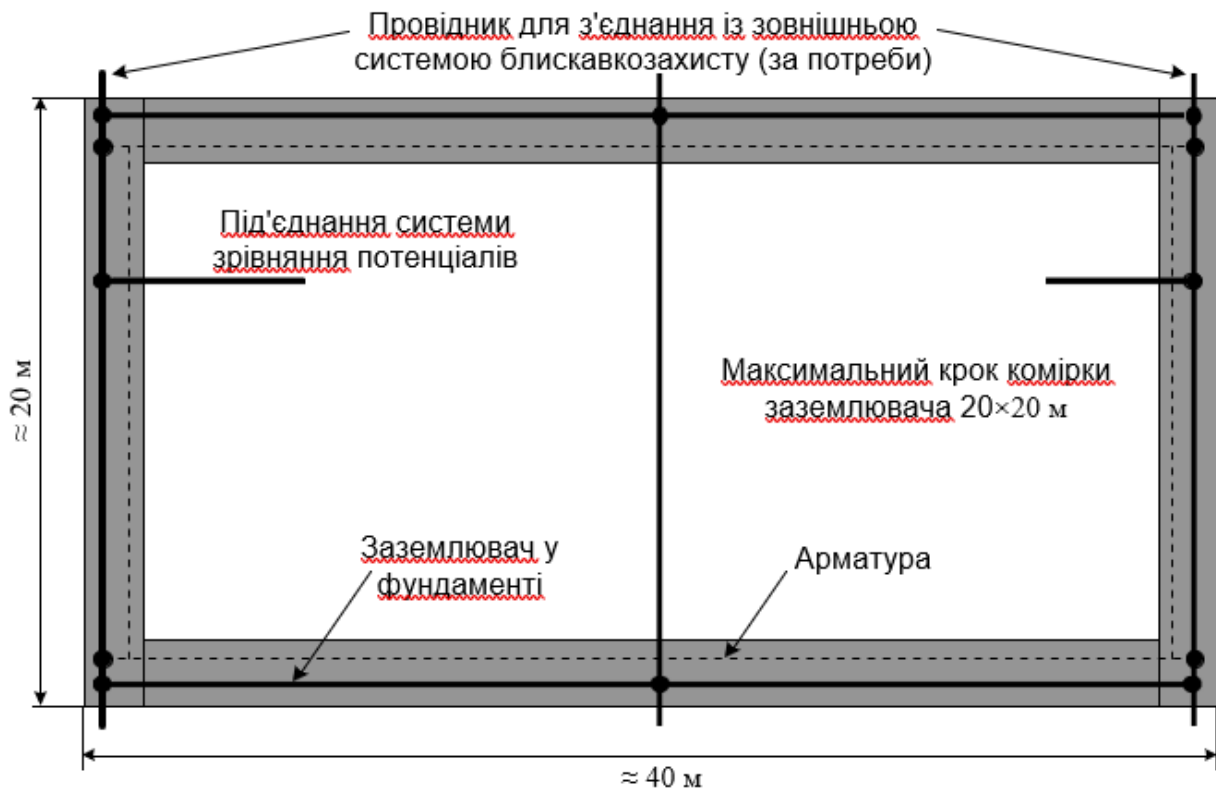 Провідник для з'єднання із зовнішньою
системою блискавкозахисту (за потреби)
Під'єднання системи
зрівняння потенціалів
≈ 20 м
Максимальний крок комірки
заземлювача 20×20 м
Заземлювач у
фундаменті
Арматура
≈ 40 м